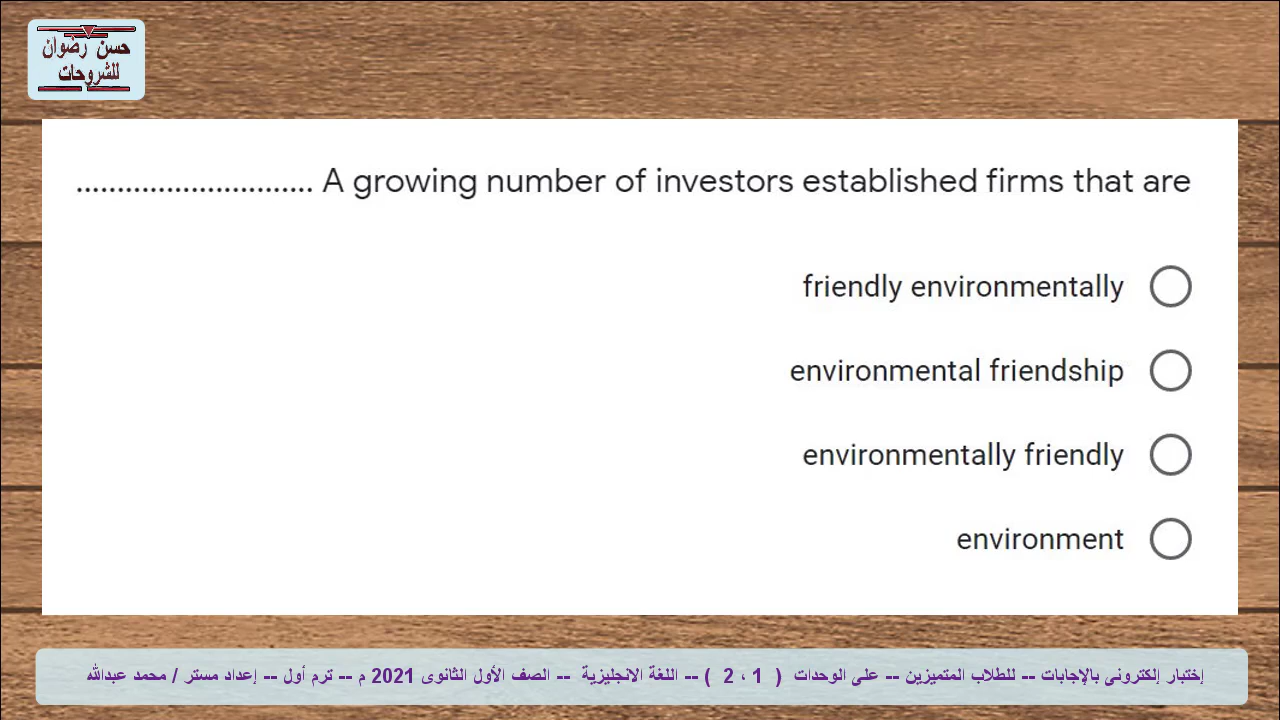 حسن رضوان
للشروحات
............................ A growing number of investors established firms that are
friendly environmentally
environmental friendship
environmentally friendly
environment
إختبار إلكترونى بالإجابات -- للطلاب المتميزين -- على الوحدات ( 1 ، 2 ) -- اللغة الانجليزية -- الصف الأول الثانوى 2021 م -- ترم أول -- إعداد مستر / محمد عبدالله